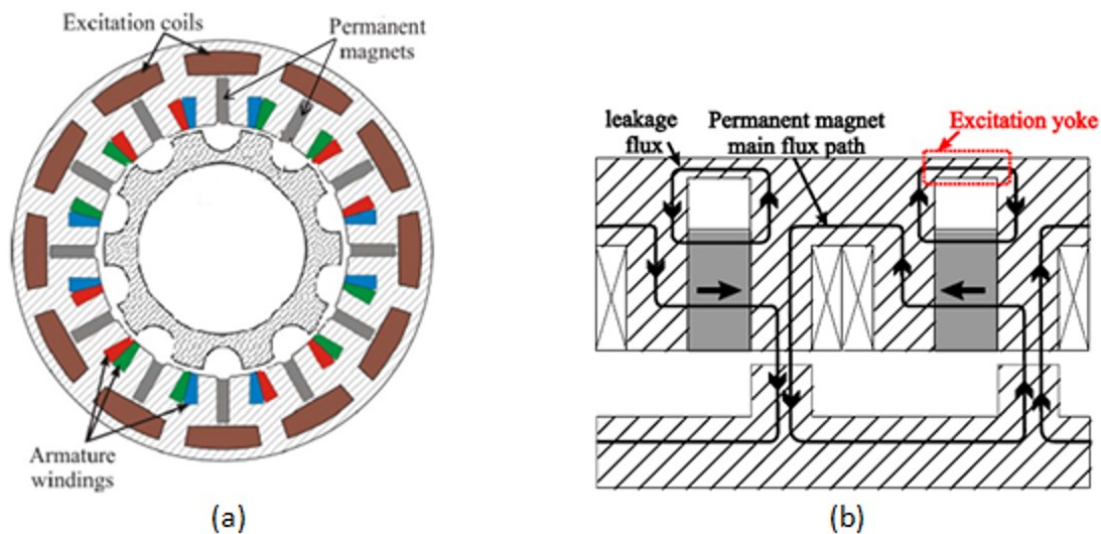 Excitation coils
Permanent
magnets
Armature
windings
(a)
leakage
flux
Permanent magnet
main flux path
Excitation yoke
(b)